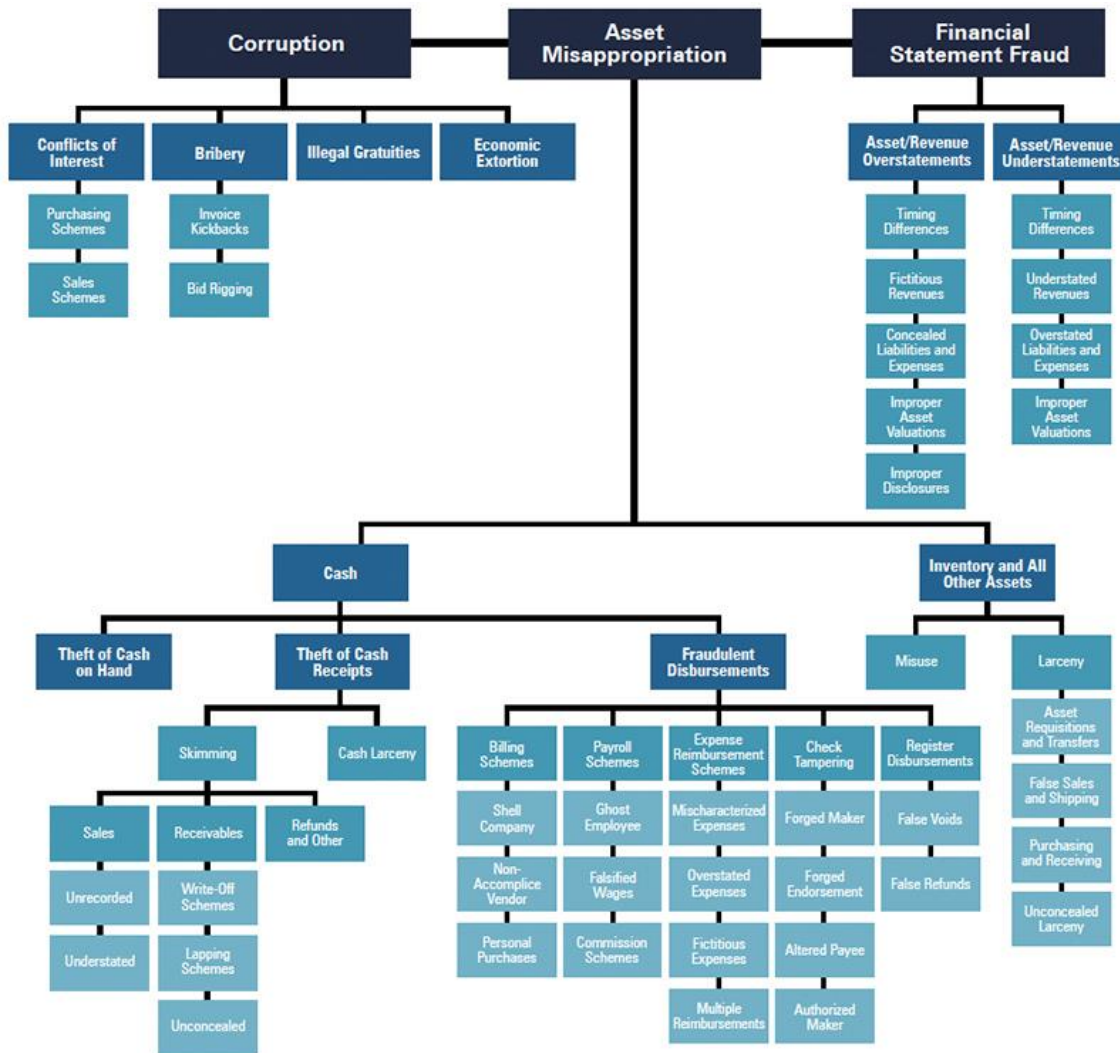 Corruption
Asset
Misappropriation
Financial
Statement Fraud
Conflicts of
Interest
Bribery
Illegal Gratuities
Economic
Extortion
Asset/Revenue
Overstatements
Asset/Revenue
Understatements
Purchasing
Schemes
Sales
Schemes
Invoice
Kickbacks
Bid Rigging
Timing
Differences
Fictitious
Revenues
Concealed
Liabilities and
Expenses
Improper
Asset
Valuations
Improper
Disclosures
Timing
Differences
Understated
Revenues
Overstated
Liabilities and
Expenses
Improper
Asset
Valuations
Cash
Inventory and All
Other Assets
Theft of Cash
on Hand
Theft of Cash
Receipts
Fraudulent
Disbursements
Misuse
Larceny
Skimming
Cash Larceny
Sales
Receivables
Refunds
and Other
Unrecorded
Understated
Write-Off
Schemes
Lapping
Schemes
Unconcealed
Billing
Schemes
Shell
Company
Non-
Accomplice
Vendor
Personal
Purchases
Payroll
Schemes
Ghost
Employee
Falsified
Wages
Commission
Schemes
Expense
Reimbursement
Schemes
Mischaracterized
Expenses
Overstated
Expenses
Fictitious
Expenses
Multiple
Reimbursements
Check
Tampering
Forged Maker
Forged
Endorsement
Altered Payee
Authorized
Maker
Register
Disbursements
False Voids
False Refunds
Asset
Requisitions
and Transfers
False Sales
and Shipping
Purchasing
and Receiving
Unconcealed
Larceny